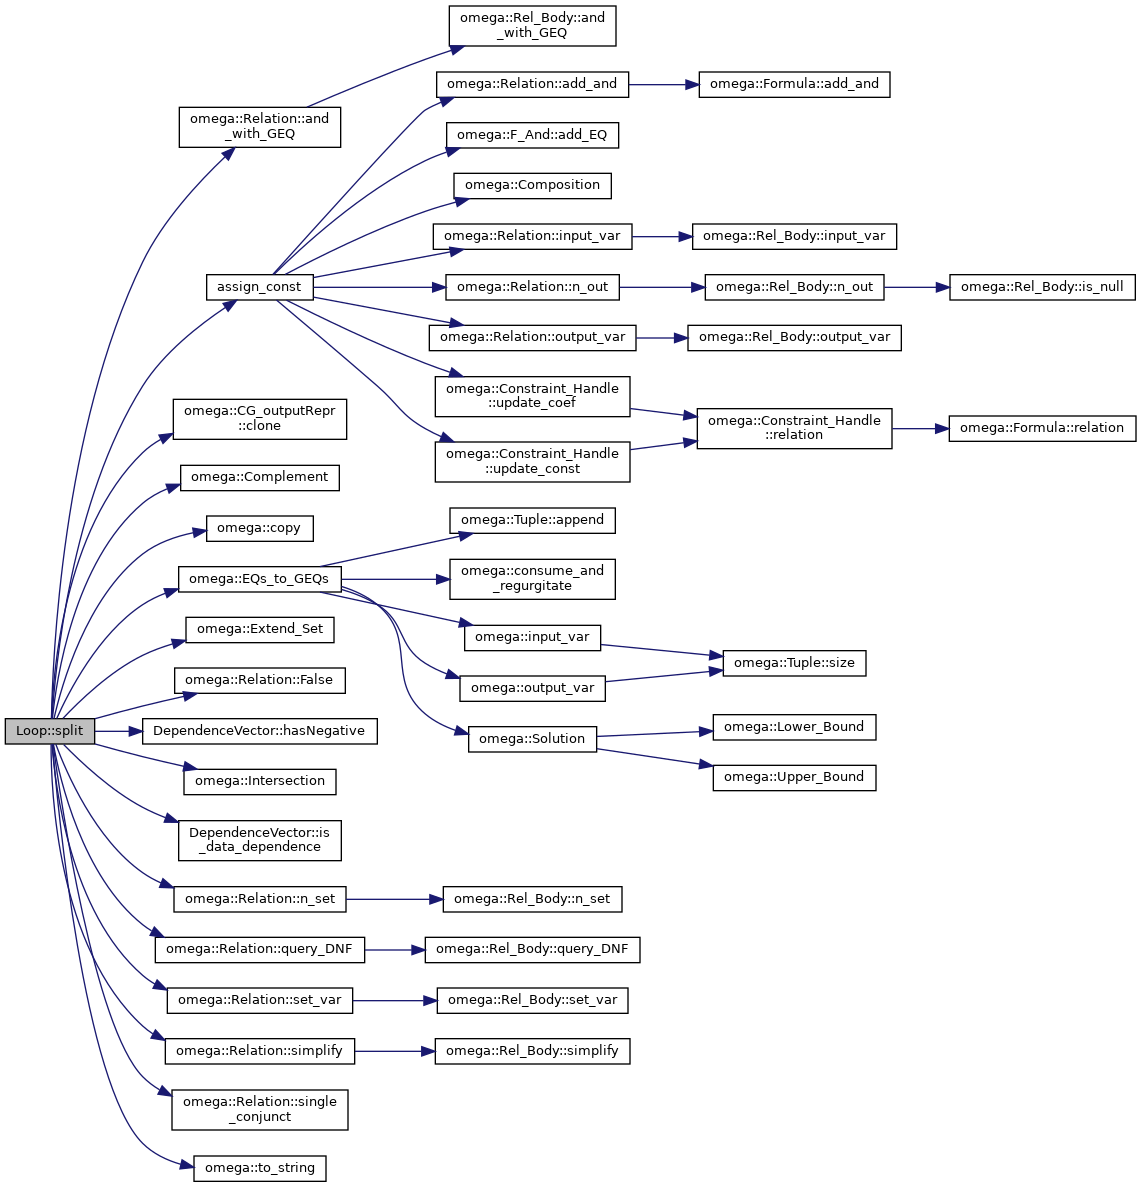 omega::Rel_Body::and
_with_GEQ
omega::Relation::add_and
omega::Formula::add_and
omega::Relation::and
_with_GEQ
omega::F_And::add_EQ
omega::Composition
omega::Relation::input_var
omega::Rel_Body::input_var
assign_const
omega::Relation::n_out
omega::Rel_Body::n_out
omega::Rel_Body::is_null
omega::Relation::output_var
omega::Rel_Body::output_var
omega::Constraint_Handle
::update_coef
omega::CG_outputRepr
::clone
omega::Constraint_Handle
::relation
omega::Formula::relation
omega::Constraint_Handle
::update_const
omega::Complement
omega::Tuple::append
omega::copy
omega::EQs_to_GEQs
omega::consume_and
_regurgitate
omega::Extend_Set
omega::input_var
omega::Tuple::size
omega::Relation::False
omega::output_var
Loop::split
DependenceVector::hasNegative
omega::Solution
omega::Lower_Bound
omega::Intersection
omega::Upper_Bound
DependenceVector::is
_data_dependence
omega::Relation::n_set
omega::Rel_Body::n_set
omega::Relation::query_DNF
omega::Rel_Body::query_DNF
omega::Relation::set_var
omega::Rel_Body::set_var
omega::Relation::simplify
omega::Rel_Body::simplify
omega::Relation::single
_conjunct
omega::to_string